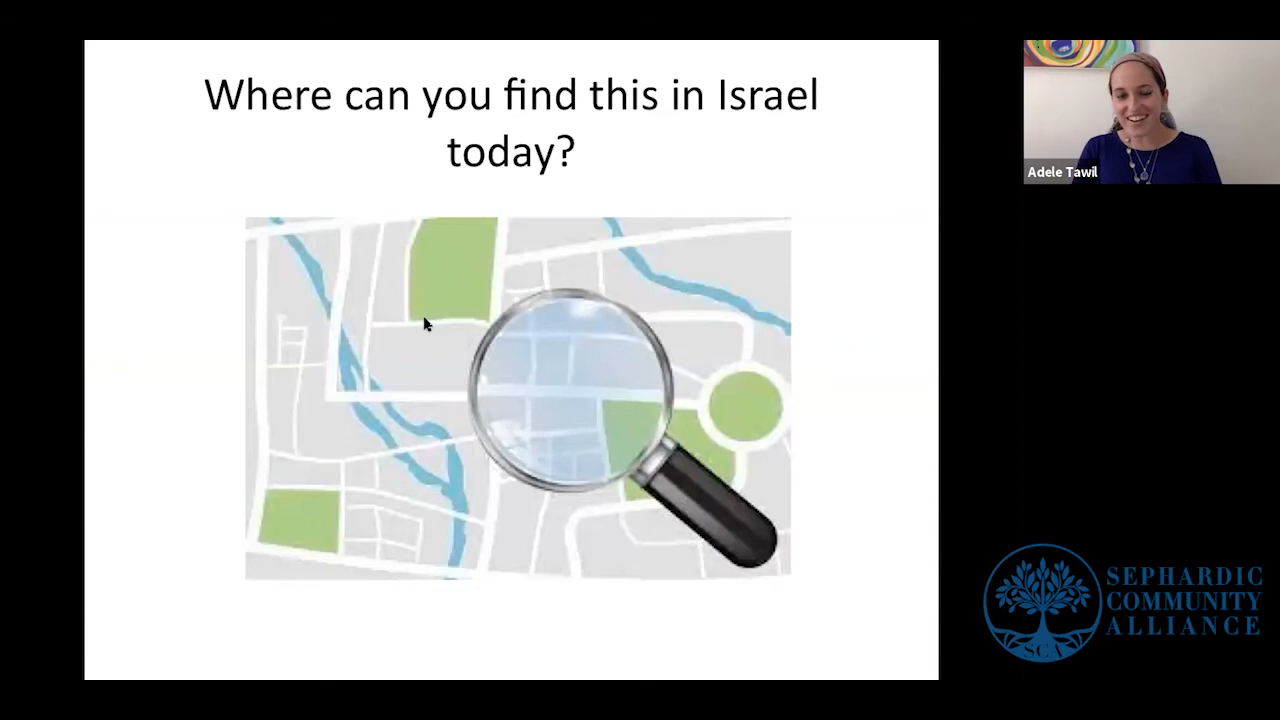 Where can you find this in Israel
today?
Adele Tawil
SEPHARDIC
COMMUNITY
ALLIANCE
SCA